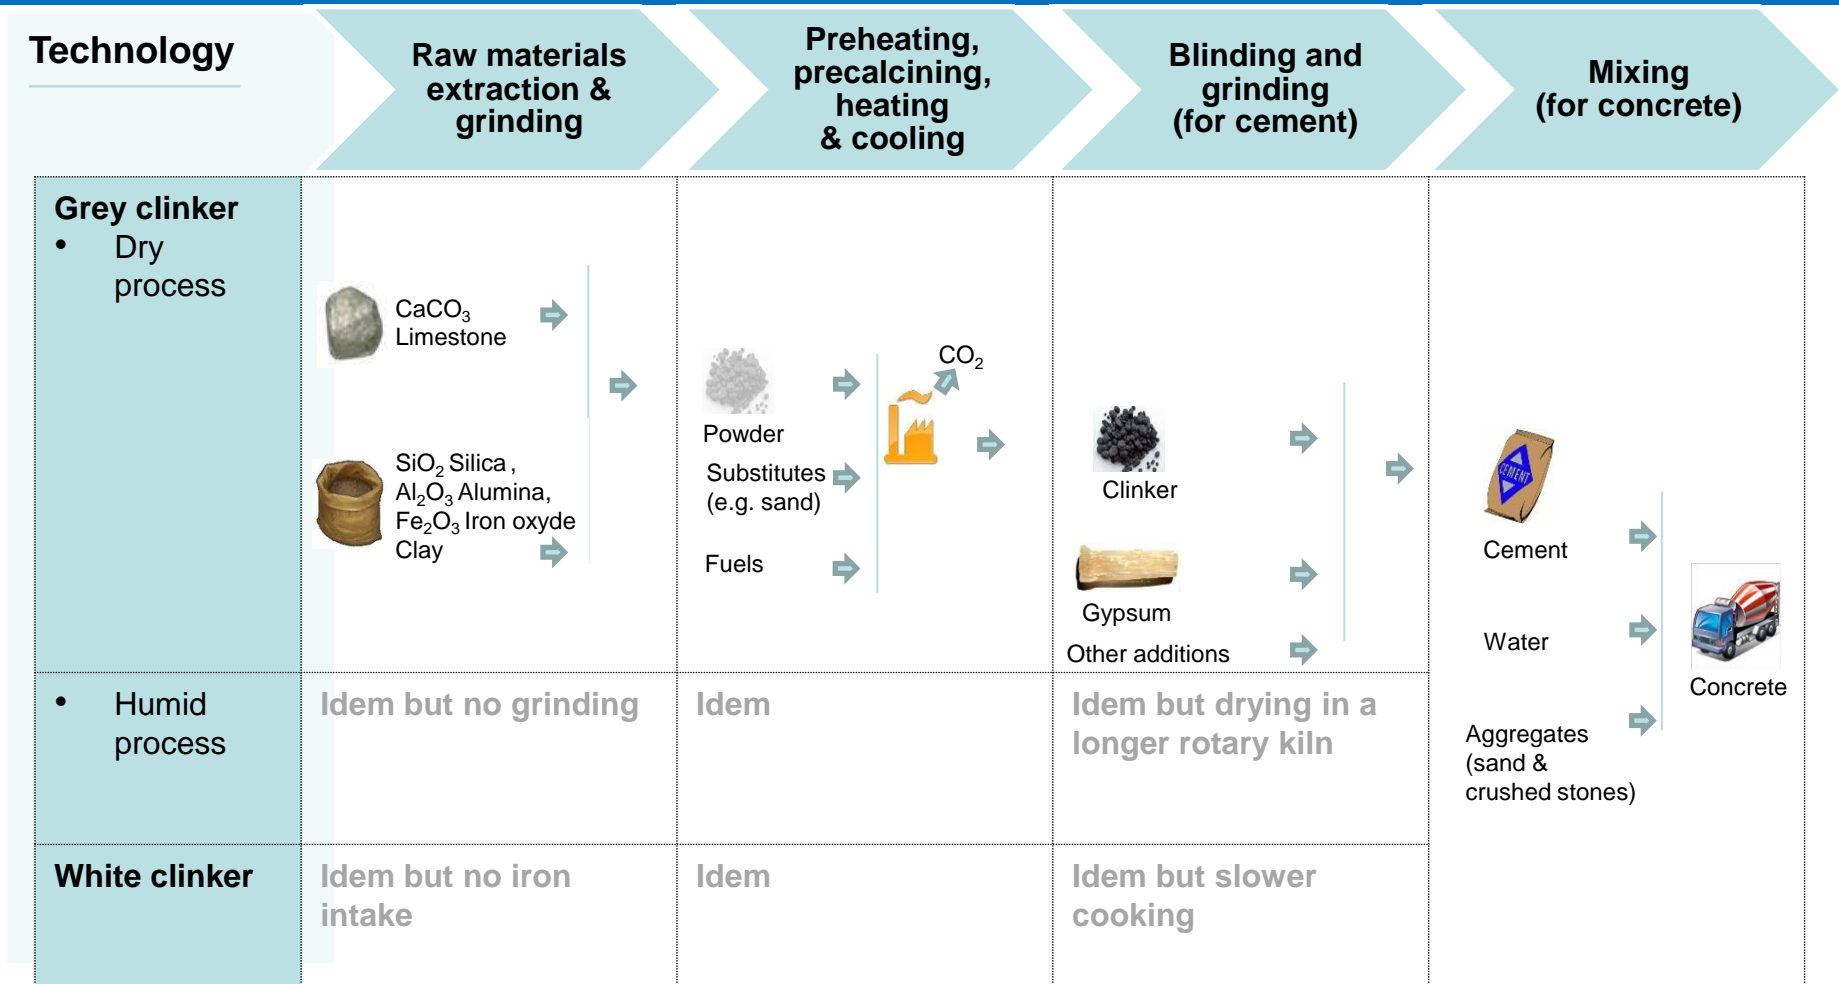 Technology
Raw materials
extraction &
grinding
Preheating,
precalcining,
heating
& cooling
Blinding and
grinding
(for cement)
Mixing
(for concrete)
Grey clinker
• Dry
process
CaCO₃
Limestone
SiO₂ Silica ,
Al₂O₃ Alumina,
Fe₂O₃ Iron oxyde
Clay
Powder
Substitutes
(e.g. sand)
Fuels
CO₂
Clinker
Gypsum
Other additions
CEMENT
Cement
Water
Aggregates
(sand &
crushed stones)
Concrete
• Humid
process
Idem but no grinding
Idem
Idem but drying in a
longer rotary kiln
White clinker
Idem but no iron
intake
Idem
Idem but slower
cooking